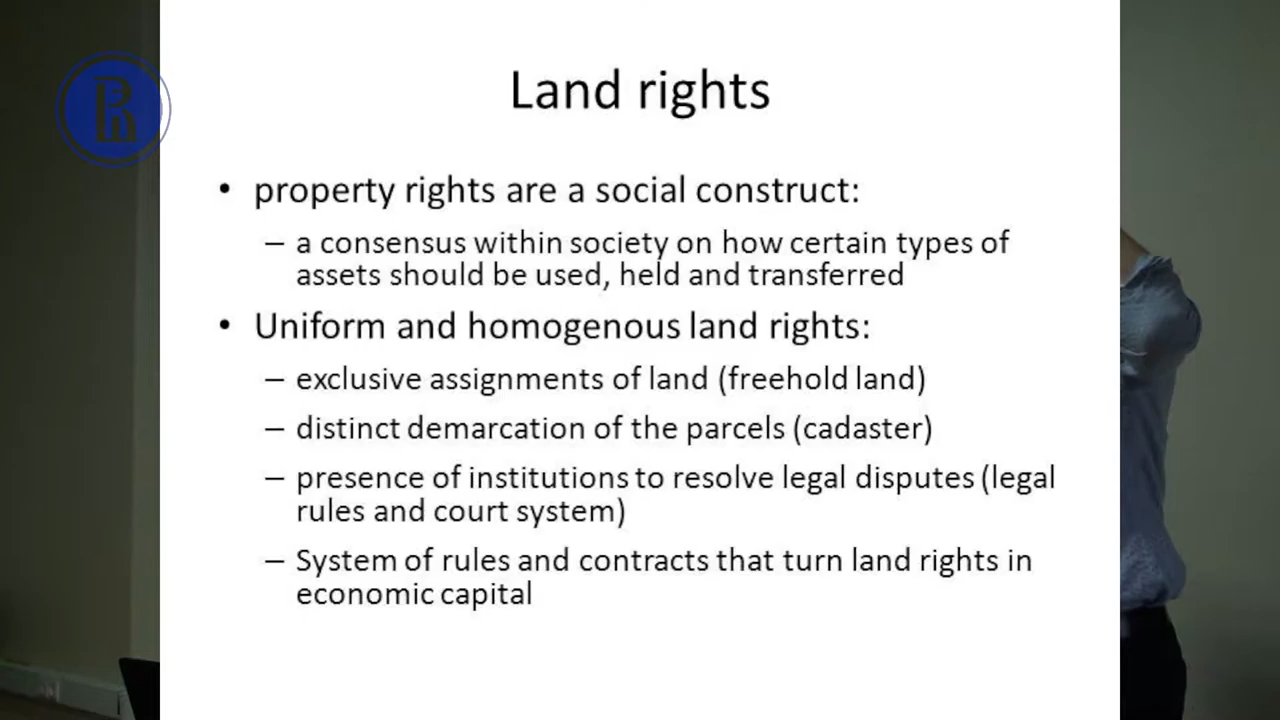 Land rights
• property rights are a social construct:
– a consensus within society on how certain types of
assets should be used, held and transferred
• Uniform and homogenous land rights:
– exclusive assignments of land (freehold land)
– distinct demarcation of the parcels (cadaster)
– presence of institutions to resolve legal disputes (legal
rules and court system)
– System of rules and contracts that turn land rights in
economic capital